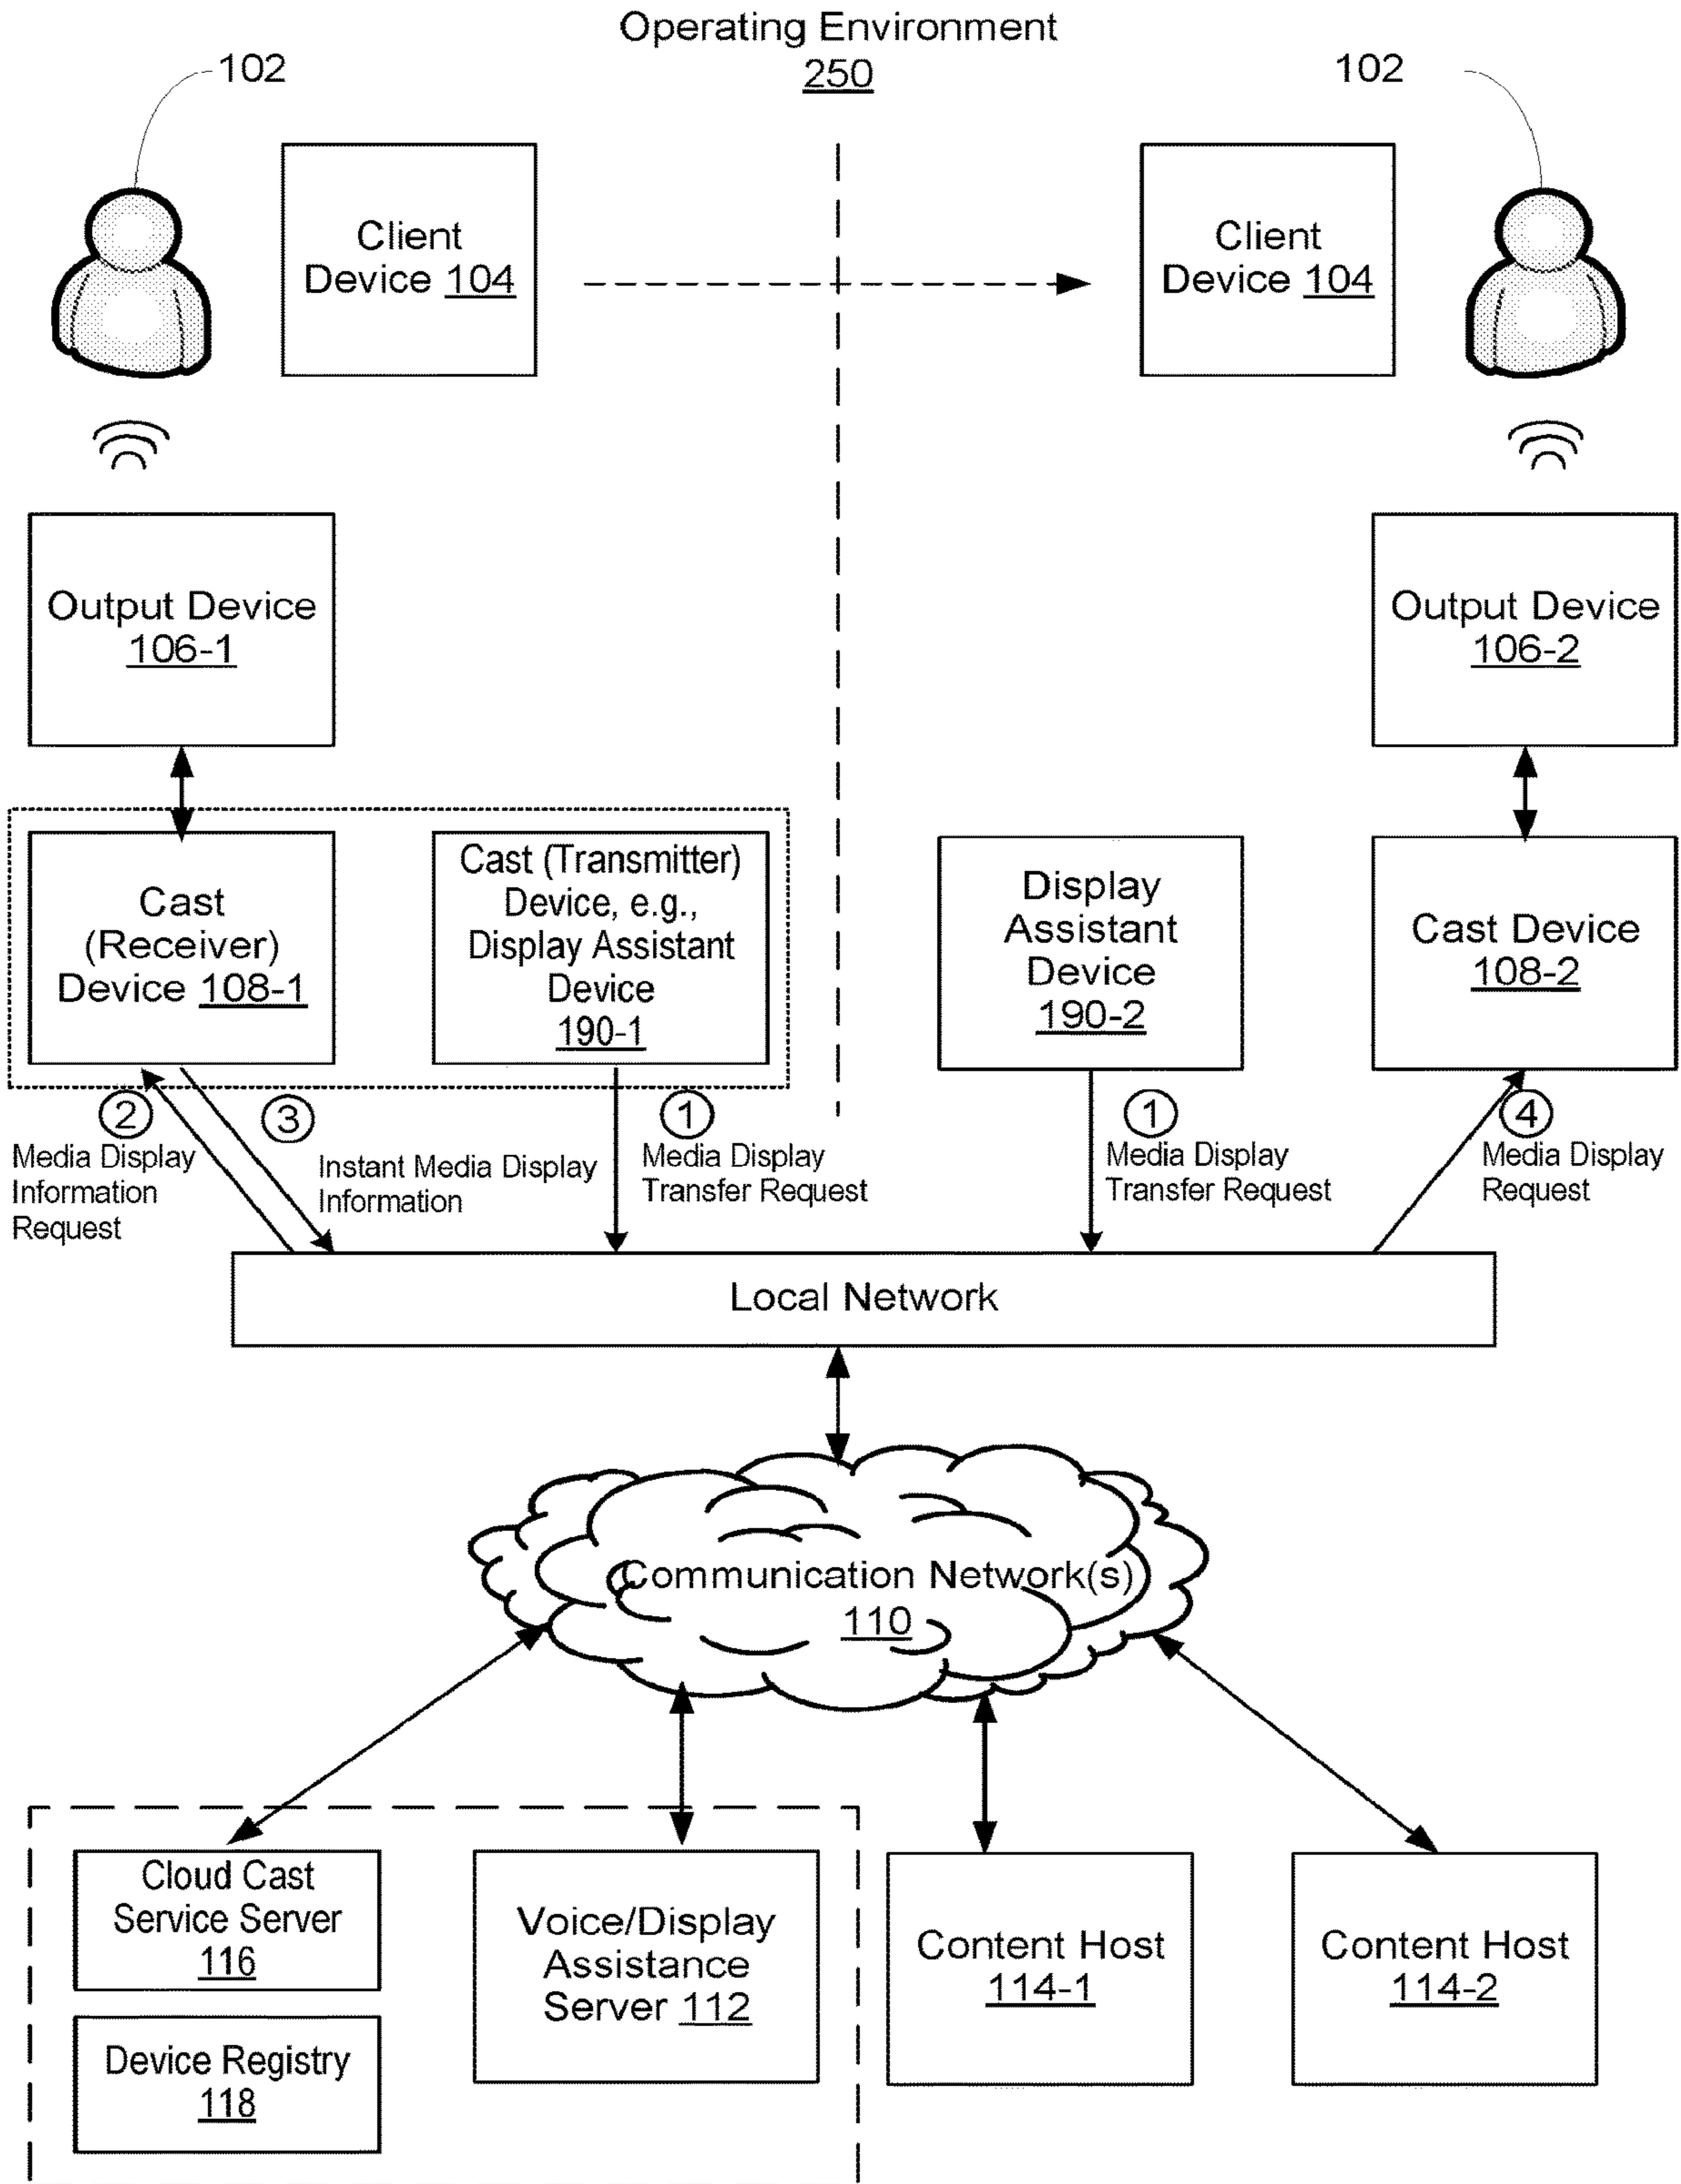 Operating Environment
250
102
102
Client
Device 104
Client
Device 104
Output Device
106-1
Output Device
106-2
Cast
(Receiver)
Device 108-1
Cast (Transmitter)
Device, e.g.,
Display Assistant
Device
190-1
Display
Assistant
Device
190-2
Cast Device
108-2
2
Media Display
Information
Request
3
Instant Media Display
Information
1
Media Display
Transfer Request
1
Media Display
Transfer Request
4
Media Display
Request
Local Network
Communication Network(s)
110
Cloud Cast
Service Server
116
Device Registry
118
Voice/Display
Assistance
Server 112
Content Host
114-1
Content Host
114-2